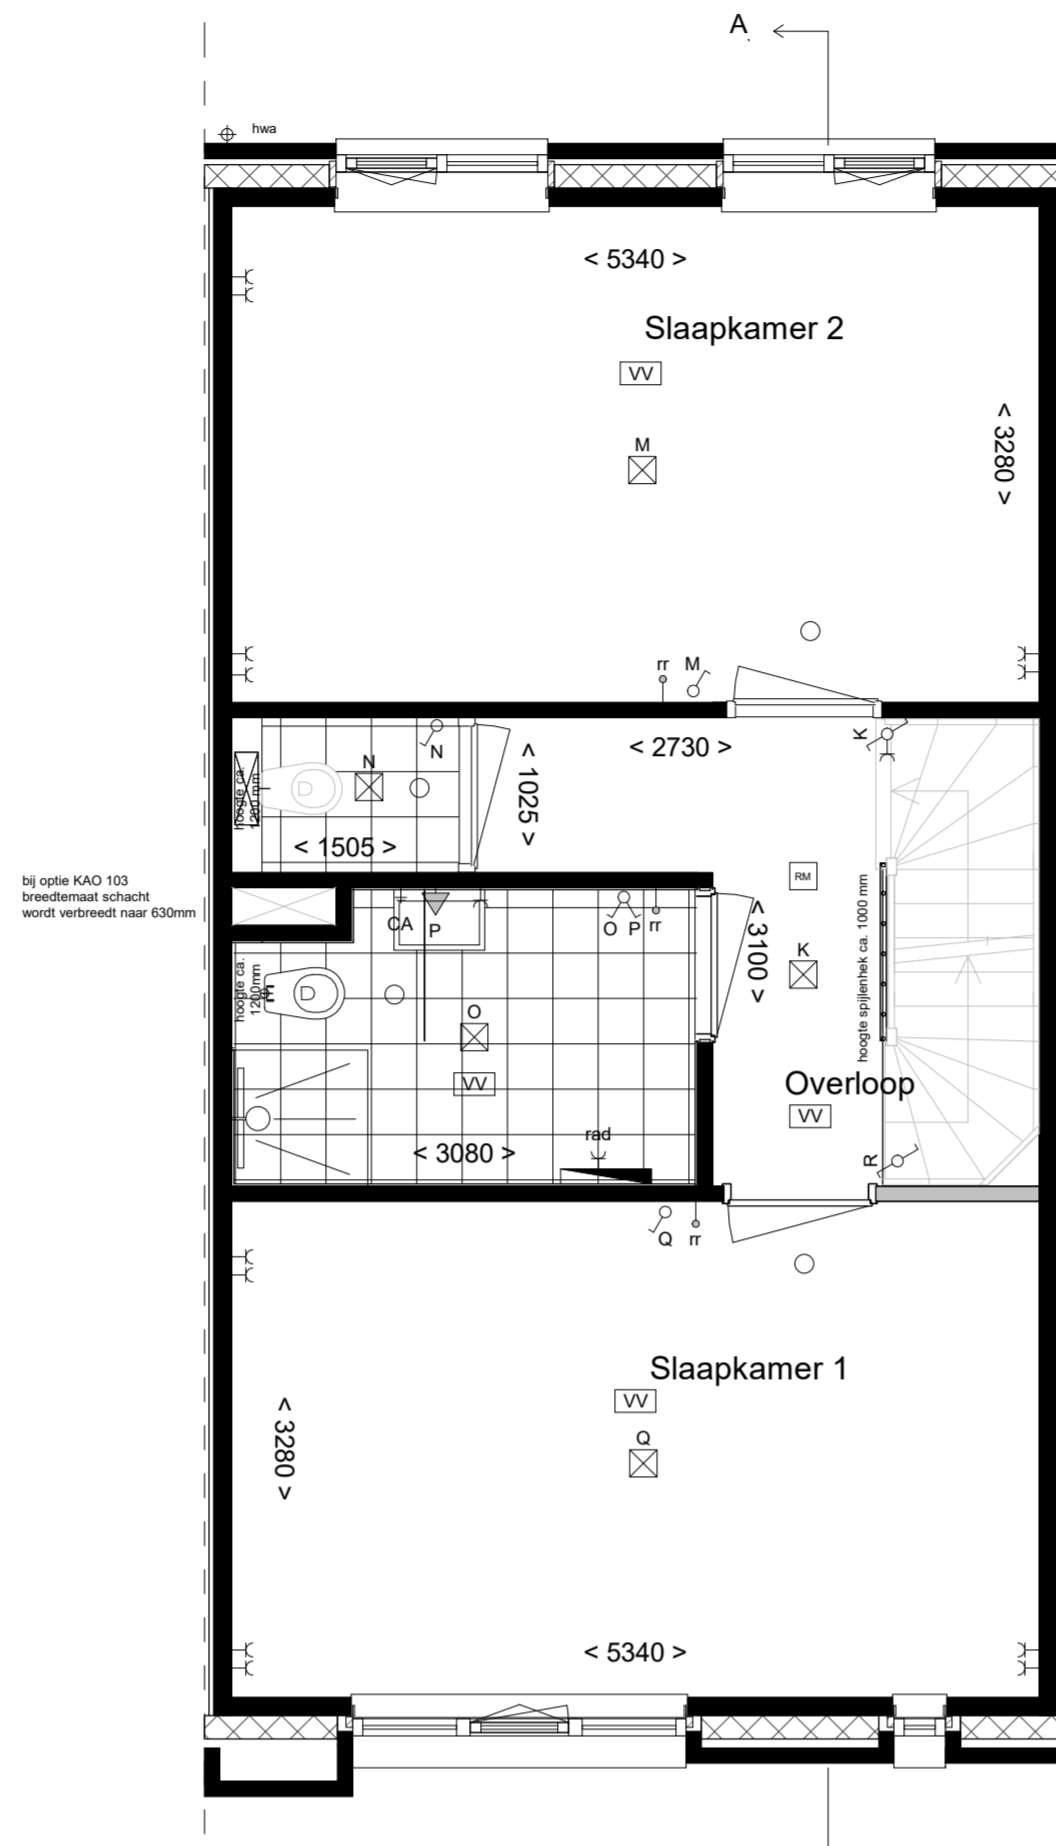 A
hwa
< 5340 >
Slaapkamer 2
VV
M
< 3280 >
rr M
K
N
N
< 1025 >
< 2730 >
hoogte ca.
1200 mm
< 1505 >
bij optie KAO 103
breedtemaat schacht
wordt verbreedt naar 630mm
RM
hoogte spijlenhek ca. 1000 mm
CA P
O P rr
< 3100 >
K
hoogte ca.
1200mm
O
VV
Overloop
VV
rad
< 3080 >
R
Q rr
Slaapkamer 1
VV
Q
< 3280 >
< 5340 >